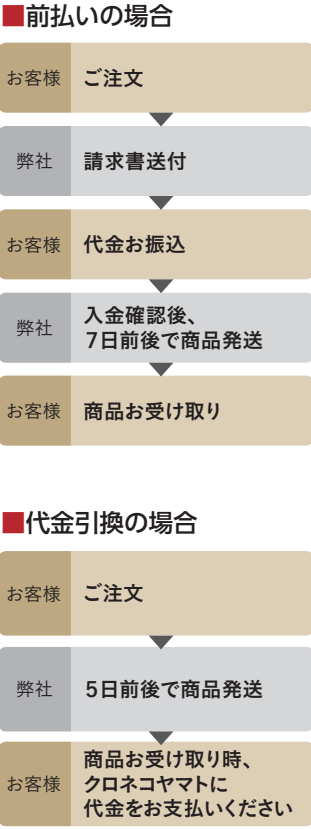 ■前払いの場合
お客様 ご注文
弊社 請求書送付
お客様 代金お振込
弊社 入金確認後、
7日前後で商品発送
お客様 商品お受け取り
■代金引換の場合
お客様 ご注文
弊社 5日前後で商品発送
お客様 商品お受け取り時、
クロネコヤマトに
代金をお支払いください